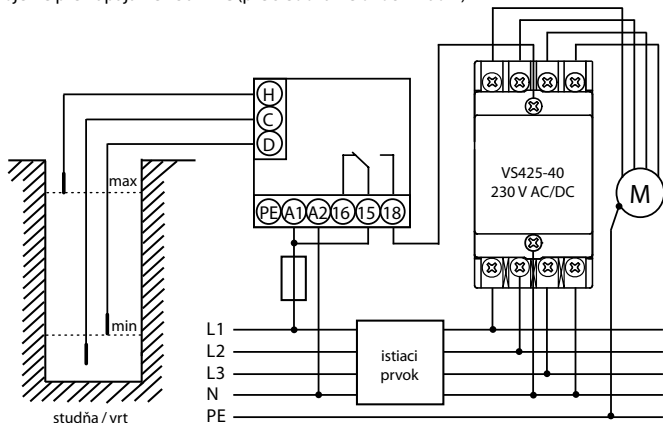 H
C
D
max
min
PE A1 A2 16 15 18
VS425-40
230 V AC/DC
M
L1
L2
L3
N
PE
istiaci
prvok
studňa / vrt